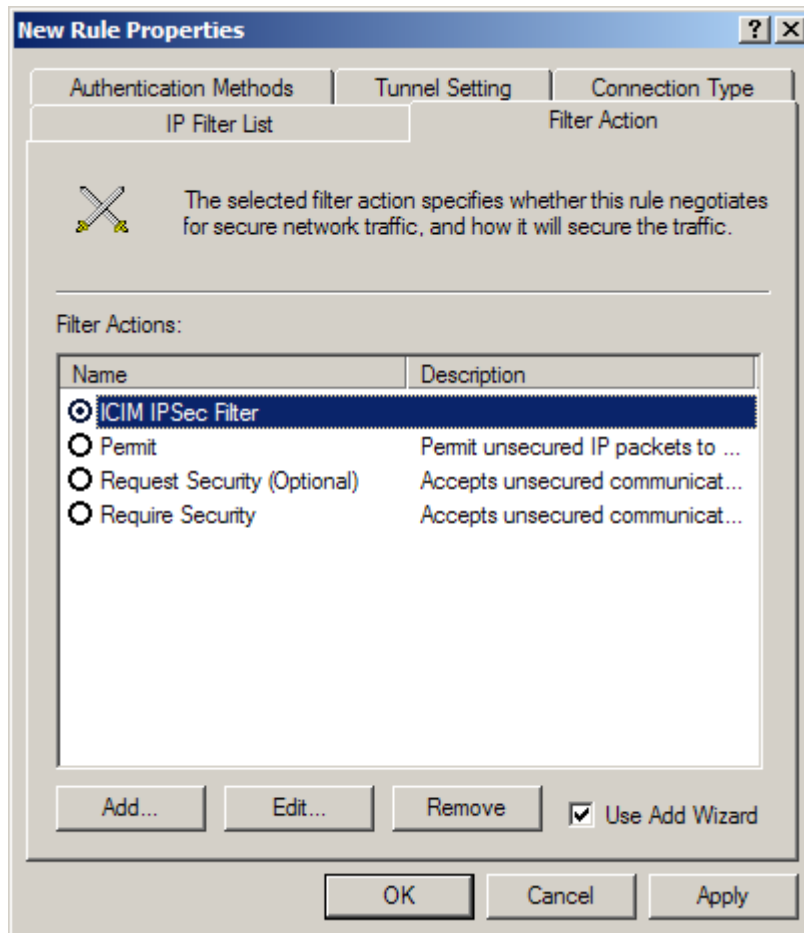 New Rule Properties
Authentication Methods
Tunnel Setting
Connection Type
IP Filter List
Filter Action
The selected filter action specifies whether this rule negotiates
for secure network traffic, and how it will secure the traffic.
Filter Actions:
Name Description
ICIM IPSec Filter
Permit Permit unsecured IP packets to ...
Request Security (Optional) Accepts unsecured communicat...
Require Security Accepts unsecured communicat...
Add... Edit... Remove Use Add Wizard
OK Cancel Apply